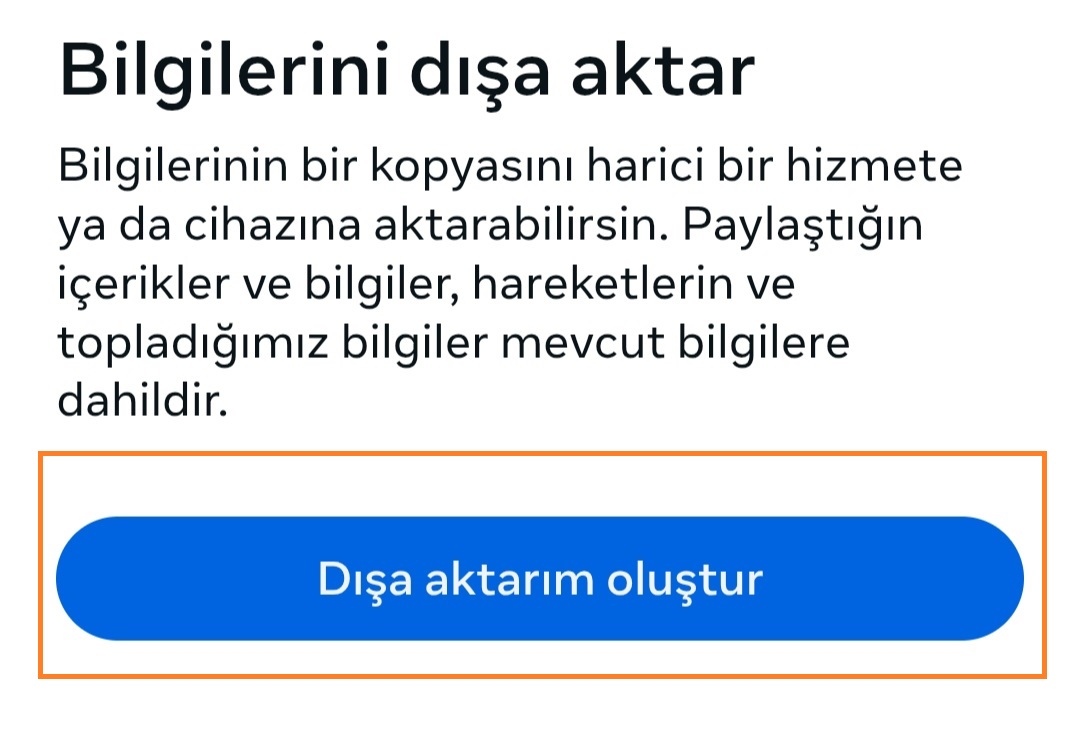 Bilgilerini dışa aktar
Bilgilerinin bir kopyasını harici bir hizmete
ya da cihazına aktarabilirsin. Paylaştığın
içerikler ve bilgiler, hareketlerin ve
topladığımız bilgiler mevcut bilgilere
dahildir.
Dışa aktarım oluştur